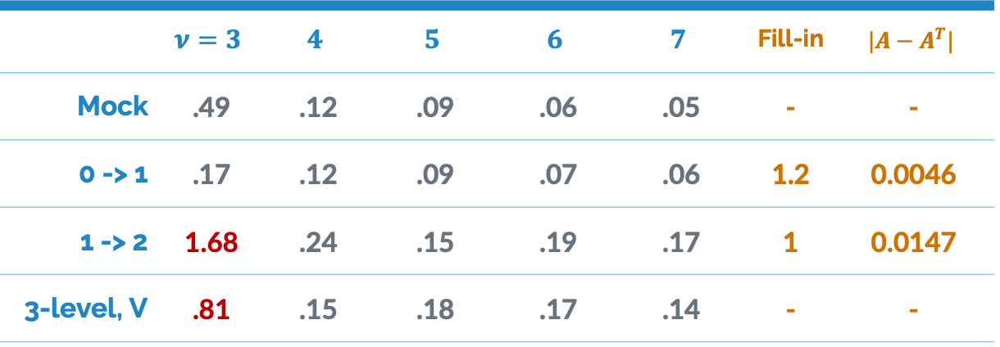 ν = 3 4 5 6 7 Fill-in |A − Aᵀ|
Mock .49 .12 .09 .06 .05 - -
0 -> 1 .17 .12 .09 .07 .06 1.2 0.0046
1 -> 2 1.68 .24 .15 .19 .17 1 0.0147
3-level, V .81 .15 .18 .17 .14 - -